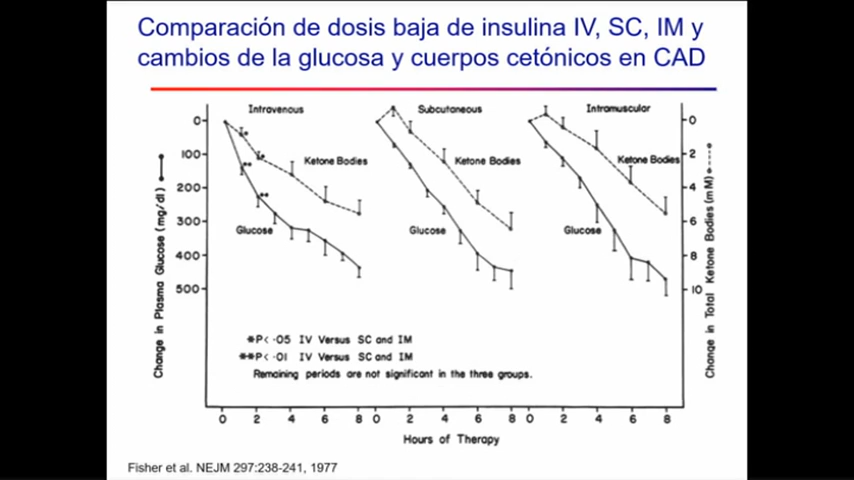 Comparación de dosis baja de insulina IV, SC, IM y
cambios de la glucosa y cuerpos cetónicos en CAD
Intravenous
Subcutaneous
Intramuscular
Change in Plasma Glucose (mg/dl)
0
100
200
300
400
500
Ketone Bodies
Glucose
Ketone Bodies
Glucose
Ketone Bodies
Glucose
*
**
*
**
0
2
4
6
8
10
Change in Total Ketone Bodies (mM)
*P< .05 IV Versus SC and IM
**P< .01 IV Versus SC and IM
Remaining periods are not significant in the three groups.
0 2 4 6 8 0 2 4 6 8 0 2 4 6 8
Hours of Therapy
Fisher et al. NEJM 297:238-241, 1977